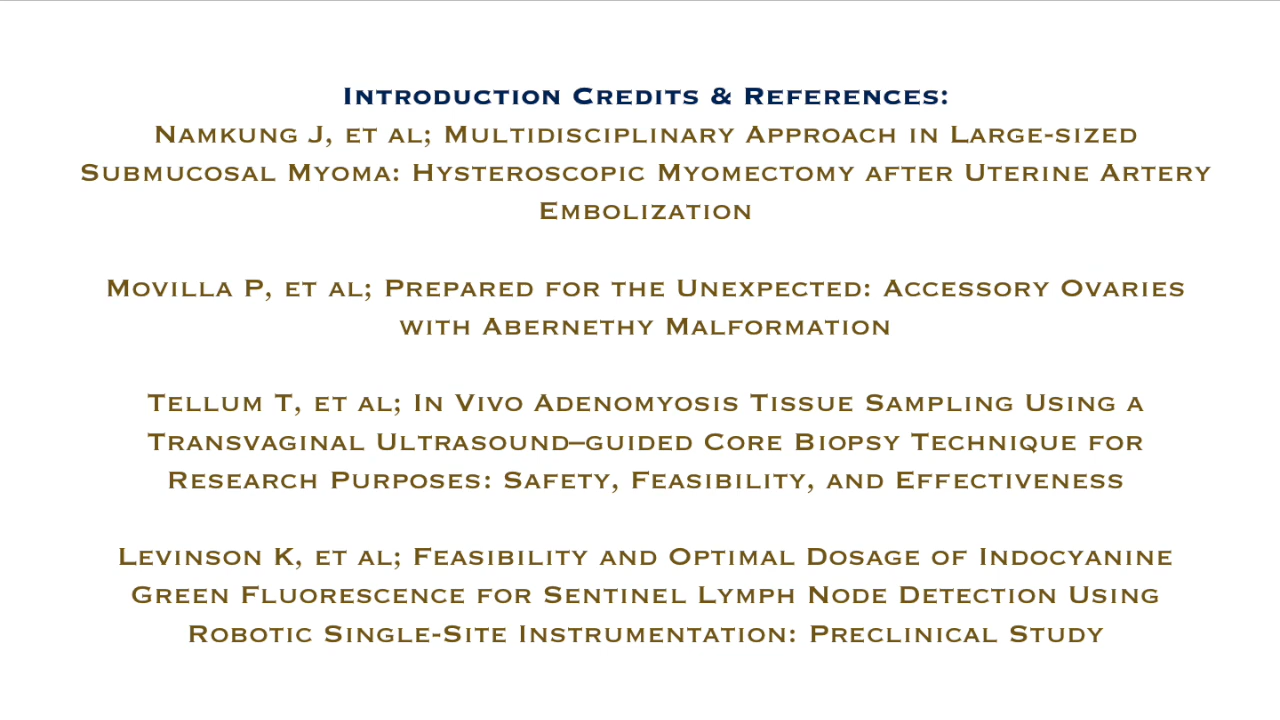 Introduction Credits & References:
Namkung J, et al; Multidisciplinary Approach in Large-sized
Submucosal Myoma: Hysteroscopic Myomectomy after Uterine Artery
Embolization
Movilla P, et al; Prepared for the Unexpected: Accessory Ovaries
with Abernethy Malformation
Tellum T, et al; In Vivo Adenomyosis Tissue Sampling Using a
Transvaginal Ultrasound–guided Core Biopsy Technique for
Research Purposes: Safety, Feasibility, and Effectiveness
Levinson K, et al; Feasibility and Optimal Dosage of Indocyanine
Green Fluorescence for Sentinel Lymph Node Detection Using
Robotic Single-Site Instrumentation: Preclinical Study